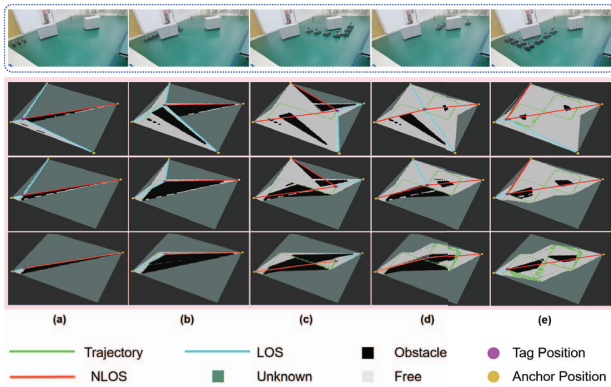 (a) (b) (c) (d) (e)
Trajectory LOS Obstacle Tag Position
NLOS Unknown Free Anchor Position